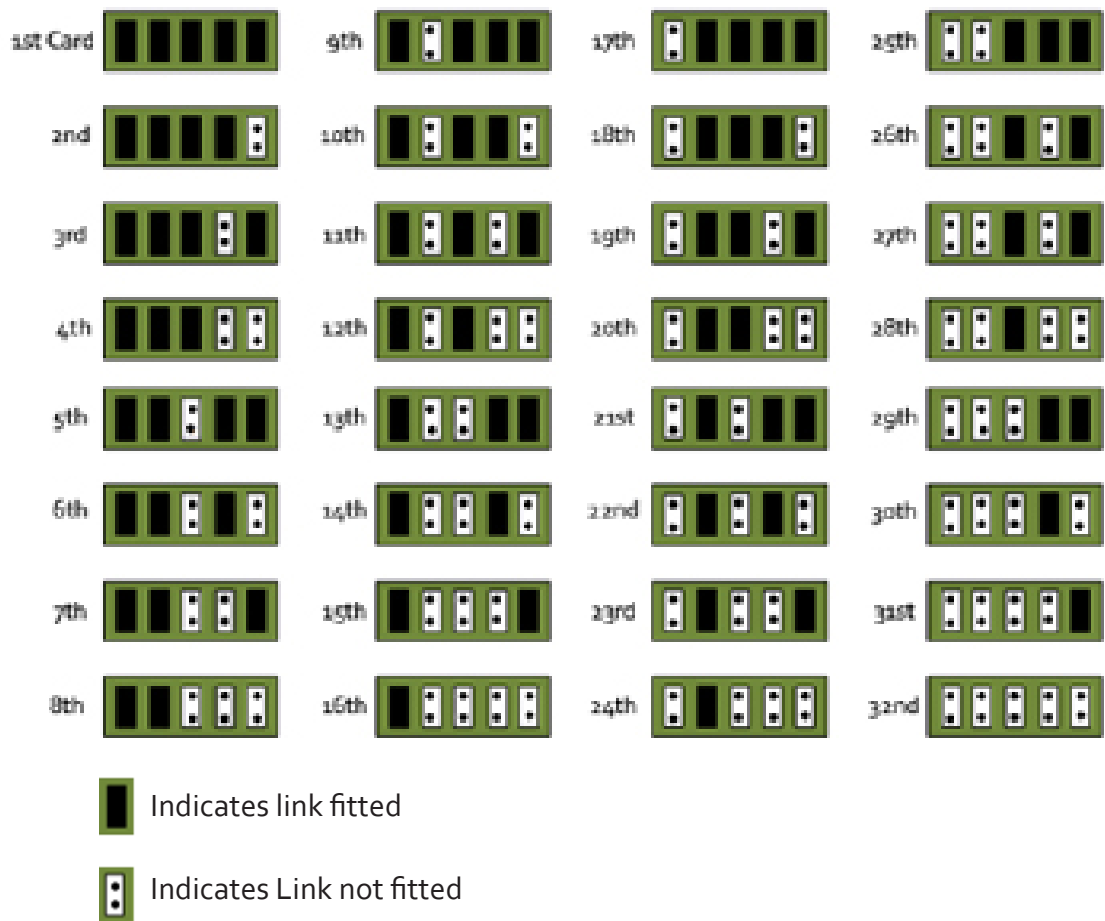 1st Card
2nd
3rd
4th
5th
6th
7th
8th
9th
10th
11th
12th
13th
14th
15th
16th
17th
18th
19th
20th
21st
22nd
23rd
24th
25th
26th
27th
28th
29th
30th
31st
32nd
Indicates link fitted
Indicates Link not fitted